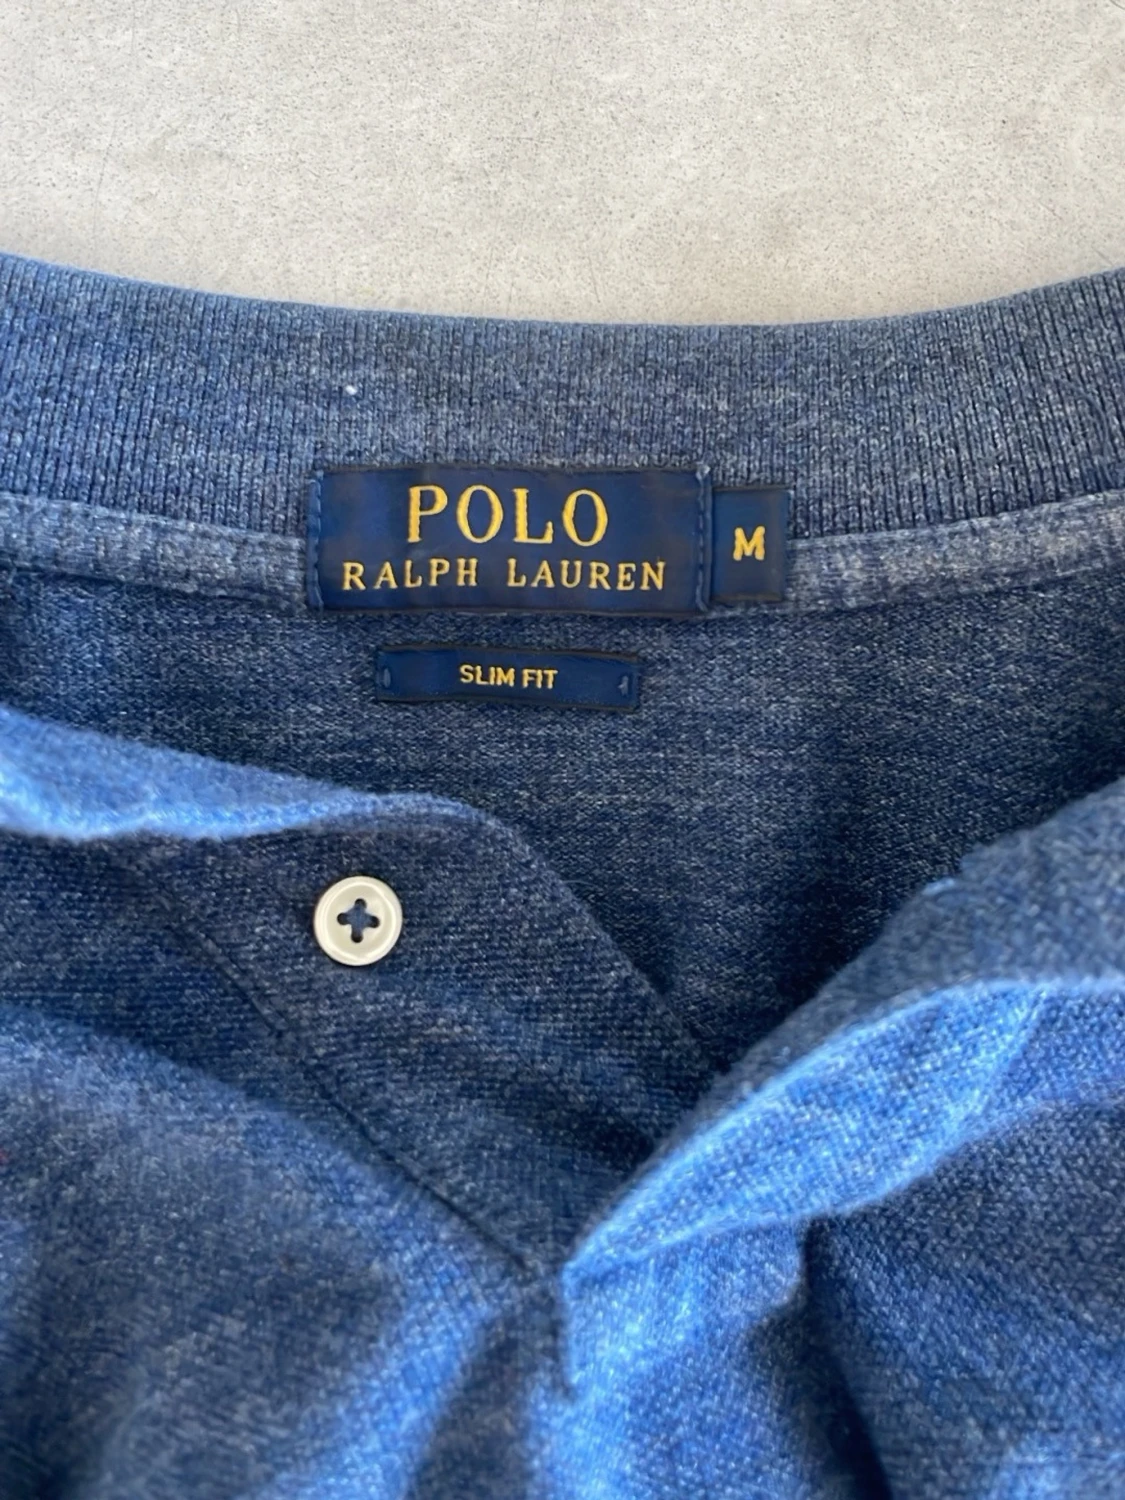 POLO
RALPH LAUREN
M
SLIM FIT